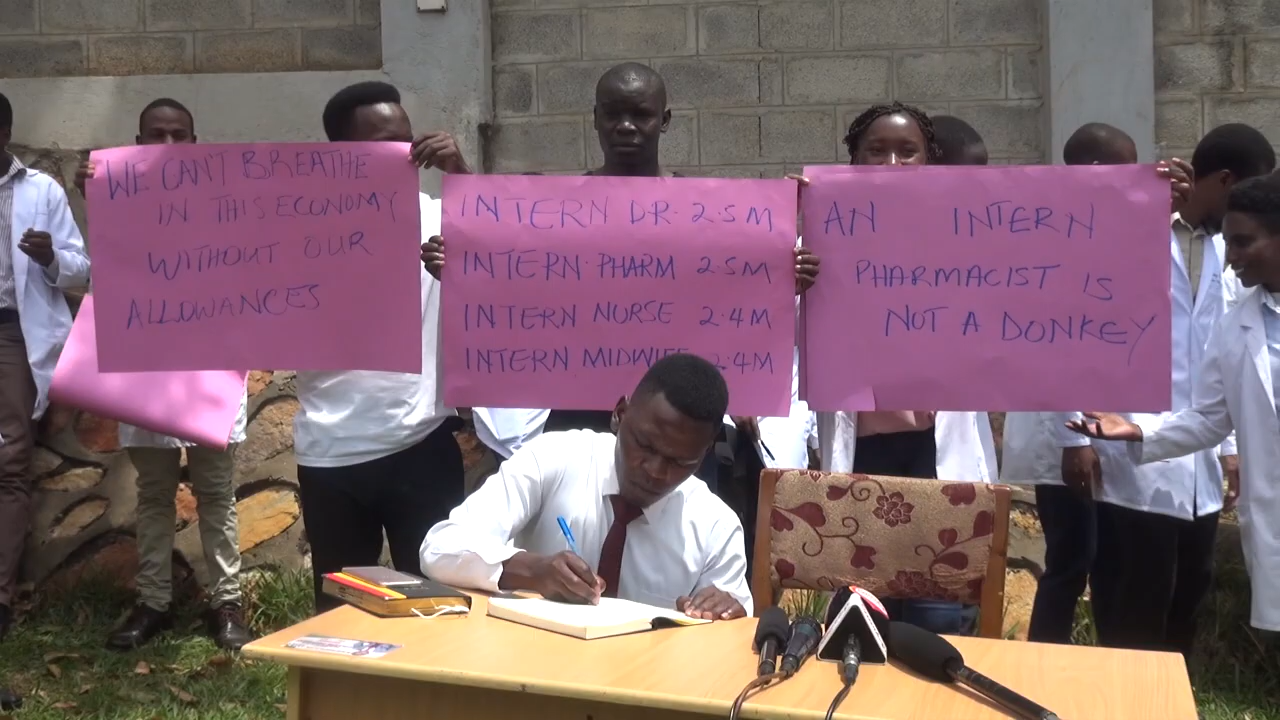 WE CAN'T BREATHE
IN THIS ECONOMY
WITHOUT OUR
ALLOWANCES
INTERN DR. 2.5M
INTERN. PHARM 2.5M
INTERN NURSE 2.4M
INTERN MIDWIFE 2.4M
AN INTERN
PHARMACIST IS
NOT A DONKEY